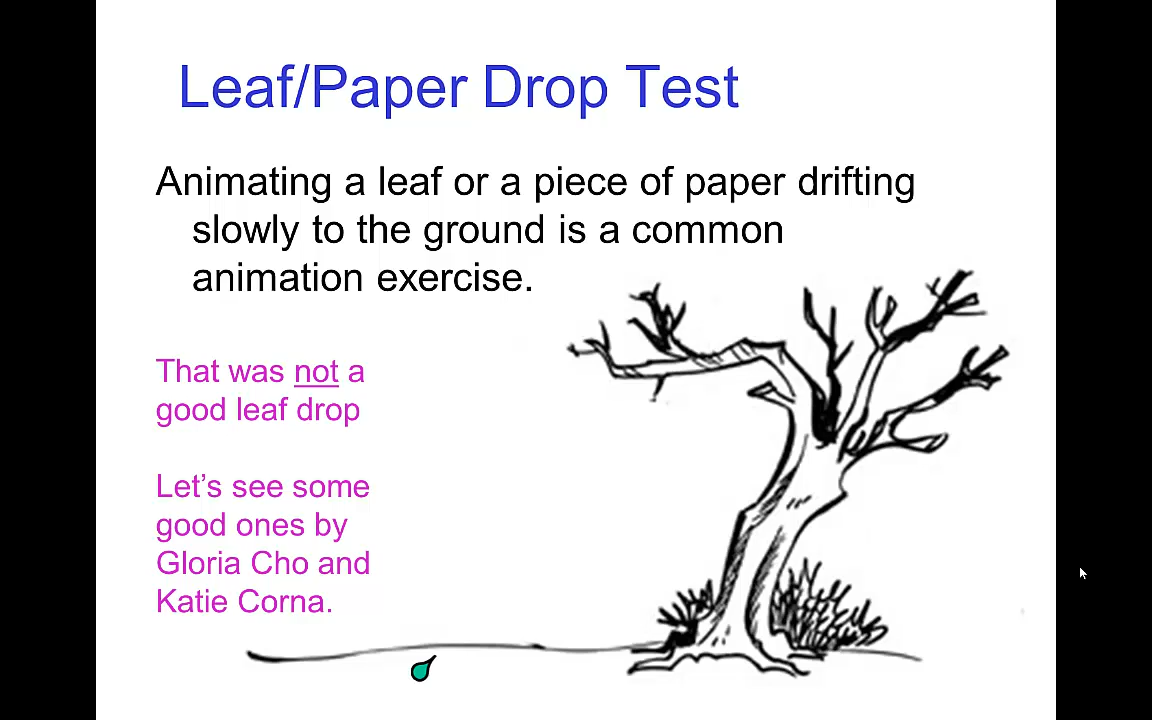 Leaf/Paper Drop Test
Animating a leaf or a piece of paper drifting
slowly to the ground is a common
animation exercise.
That was not a
good leaf drop
Let’s see some
good ones by
Gloria Cho and
Katie Corna.